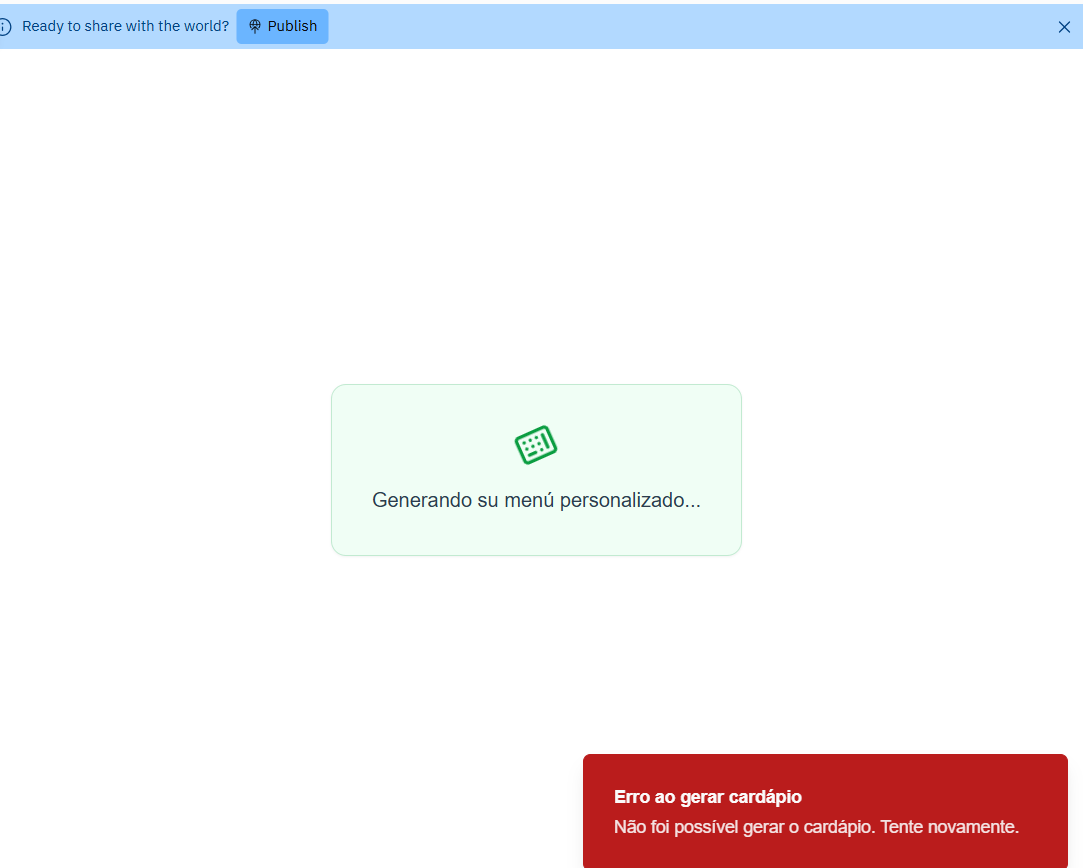 Ready to share with the world?
Publish
Generando su menú personalizado...
Erro ao gerar cardápio
Não foi possível gerar o cardápio. Tente novamente.